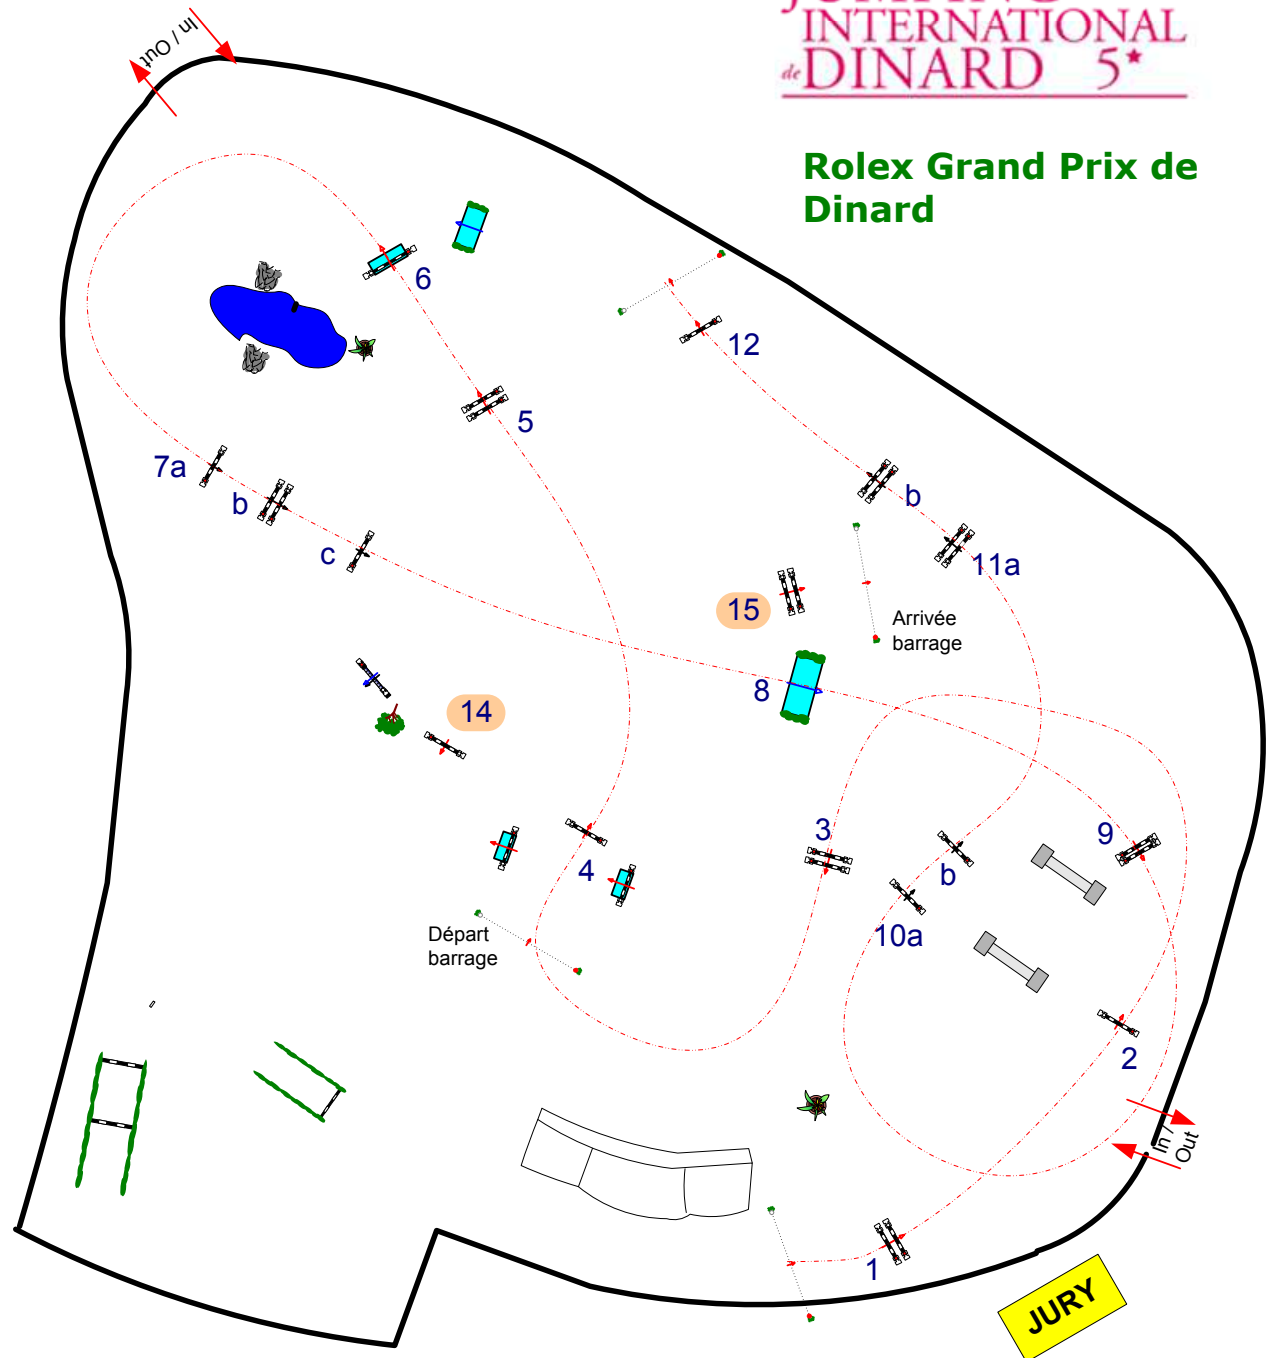 JUMPING
INTERNATIONAL
de DINARD 5*
Rolex Grand Prix de
Dinard
In / Out
6
12
5
7a
b
c
b
11a
15
Arrivée
barrage
8
14
3
9
4
b
10a
Départ
barrage
2
In /
Out
1
JURY